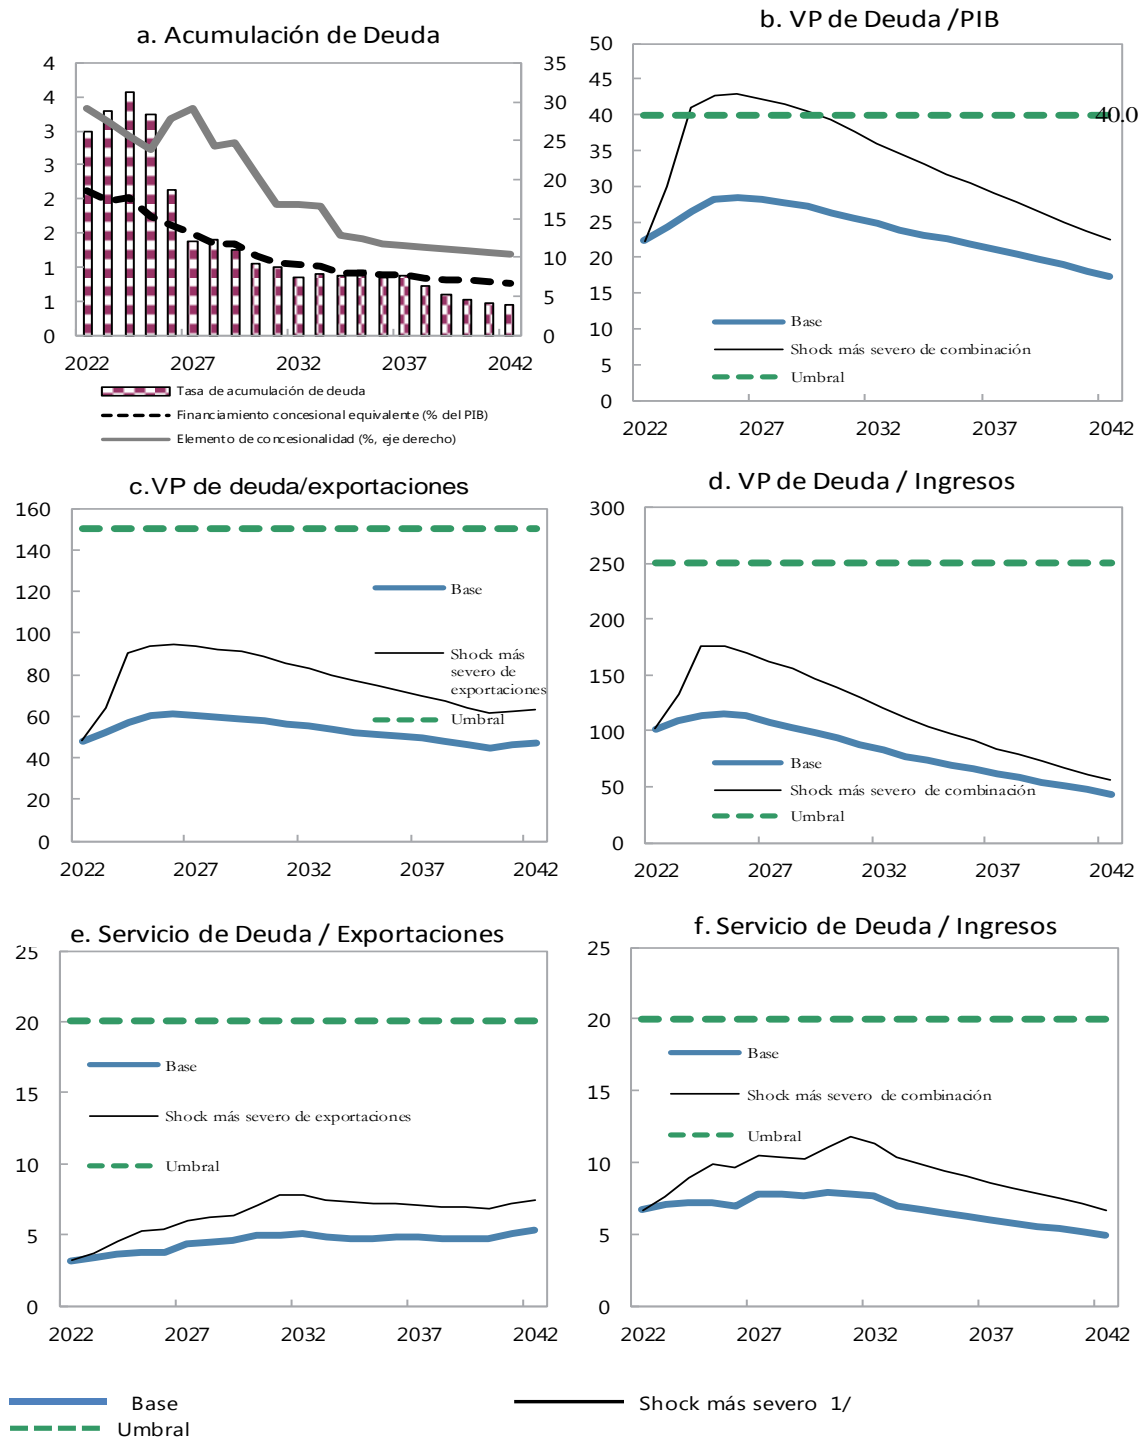 a. Acumulación de Deuda
4
4
3
3
2
2
1
1
0
35
30
25
20
15
10
5
0
2022 2027 2032 2037 2042
Tasa de acumulación de deuda
Financiamiento concesional equivalente (% del PIB)
Elemento de concesionalidad (%, eje derecho)
b. VP de Deuda /PIB
50
45
40
35
30
25
20
15
10
5
0
40.0
Base
Shock más severo de combinación
Umbral
2022 2027 2032 2037 2042
c.VP de deuda/exportaciones
160
140
120
100
80
60
40
20
0
Base
Shock más
severo de
exportaciones
Umbral
2022 2027 2032 2037 2042
d. VP de Deuda / Ingresos
300
250
200
150
100
50
0
Base
Shock más severo de combinación
Umbral
2022 2027 2032 2037 2042
e. Servicio de Deuda / Exportaciones
25
20
15
10
5
0
Base
Shock más severo de exportaciones
Umbral
2022 2027 2032 2037 2042
f. Servicio de Deuda / Ingresos
25
20
15
10
5
0
Base
Shock más severo de combinación
Umbral
2022 2027 2032 2037 2042
Base
Shock más severo 1/
Umbral